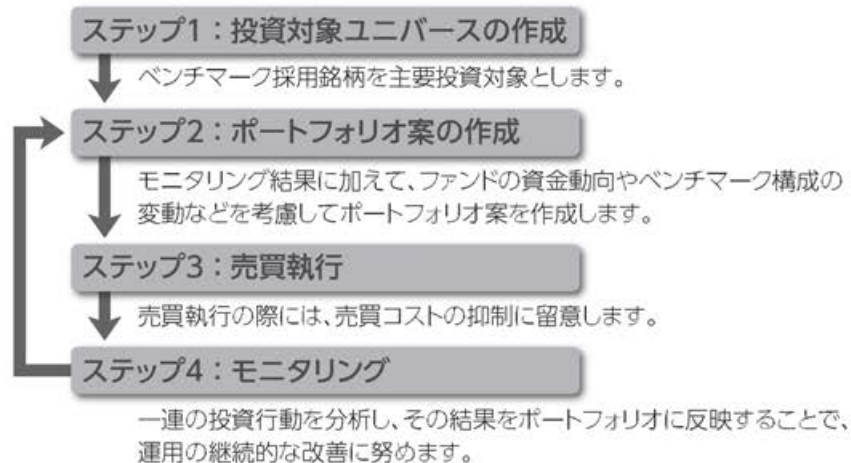 ステップ1：投資対象ユニバースの作成
ベンチマーク採用銘柄を主要投資対象とします。
ステップ2：ポートフォリオ案の作成
モニタリング結果に加えて、ファンドの資金動向やベンチマーク構成の
変動などを考慮してポートフォリオ案を作成します。
ステップ3：売買執行
売買執行の際には、売買コストの抑制に留意します。
ステップ4：モニタリング
一連の投資行動を分析し、その結果をポートフォリオに反映することで、
運用の継続的な改善に努めます。